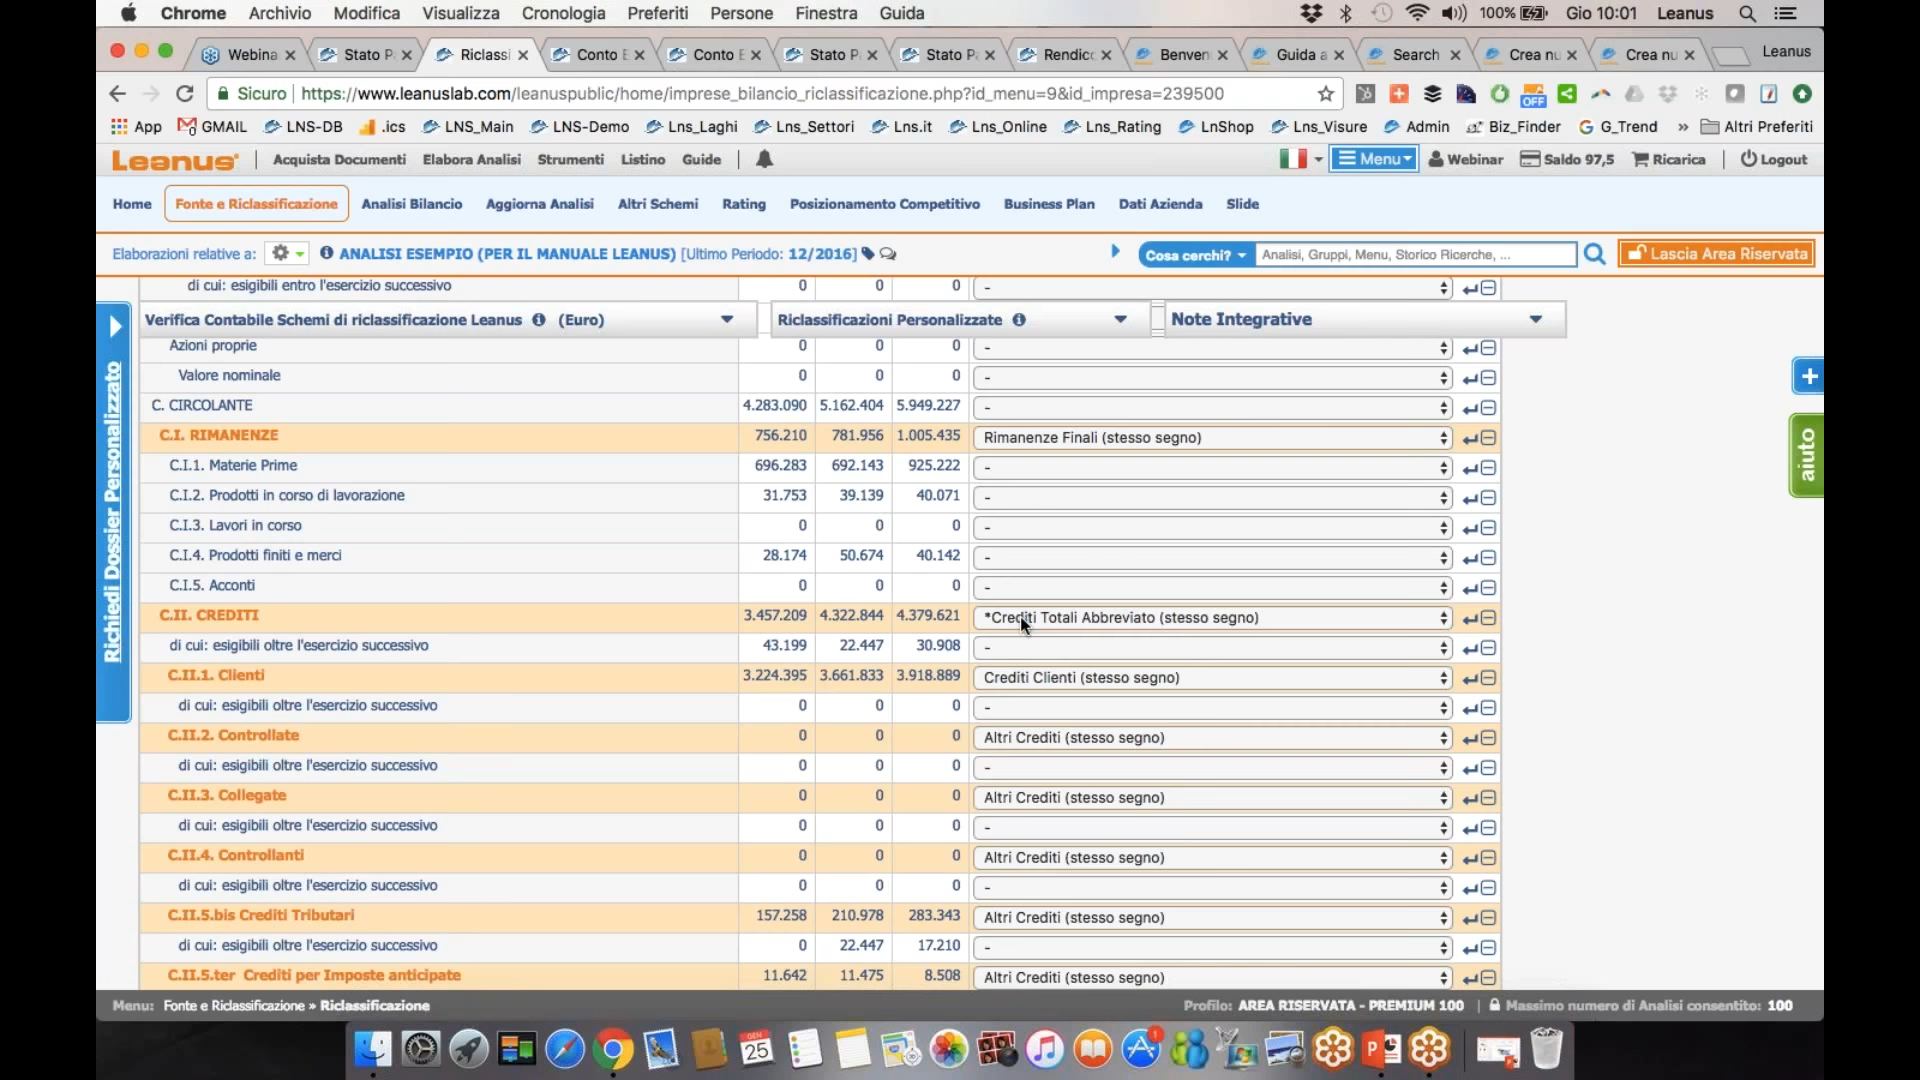 Chrome Archivio Modifica Visualizza Cronologia Preferiti Persone Finestra Guida 100% Gio 10:01 Leanus
Webina Stato P Riclassi Conto E Conto E Stato P Stato P Rendic Benven Guida a Search Crea nu Crea nu Leanus
Sicuro https://www.leanuslab.com/leanuspublic/home/imprese_bilancio_riclassificazione.php?id_menu=9&id_impresa=239500 OFF
App GMAIL LNS-DB .ics LNS_Main LNS-Demo Lns_Laghi Lns_Settori Lns.it Lns_Online Lns_Rating LnShop Lns_Visure Admin Biz_Finder G_Trend » Altri Preferiti
Leanus Acquista Documenti Elabora Analisi Strumenti Listino Guide Menu Webinar Saldo 97,5 Ricarica Logout
Home Fonte e Riclassificazione Analisi Bilancio Aggiorna Analisi Altri Schemi Rating Posizionamento Competitivo Business Plan Dati Azienda Slide
Elaborazioni relative a: ANALISI ESEMPIO (PER IL MANUALE LEANUS) [Ultimo Periodo: 12/2016] Cosa cerchi? Analisi, Gruppi, Menu, Storico Ricerche, ... Lascia Area Riservata
di cui: esigibili entro l'esercizio successivo 0 0 0 -
Verifica Contabile Schemi di riclassificazione Leanus (Euro) Riclassificazioni Personalizzate Note Integrative
Azioni proprie 0 0 0 -
Valore nominale 0 0 0 -
C. CIRCOLANTE 4.283.090 5.162.404 5.949.227 -
C.I. RIMANENZE 756.210 781.956 1.005.435 Rimanenze Finali (stesso segno)
C.I.1. Materie Prime 696.283 692.143 925.222 -
C.I.2. Prodotti in corso di lavorazione 31.753 39.139 40.071 -
C.I.3. Lavori in corso 0 0 0 -
C.I.4. Prodotti finiti e merci 28.174 50.674 40.142 -
C.I.5. Acconti 0 0 0 -
C.II. CREDITI 3.457.209 4.322.844 4.379.621 *Crediti Totali Abbreviato (stesso segno)
di cui: esigibili oltre l'esercizio successivo 43.199 22.447 30.908 -
C.II.1. Clienti 3.224.395 3.661.833 3.918.889 Crediti Clienti (stesso segno)
di cui: esigibili oltre l'esercizio successivo 0 0 0 -
C.II.2. Controllate 0 0 0 Altri Crediti (stesso segno)
di cui: esigibili oltre l'esercizio successivo 0 0 0 -
C.II.3. Collegate 0 0 0 Altri Crediti (stesso segno)
di cui: esigibili oltre l'esercizio successivo 0 0 0 -
C.II.4. Controllanti 0 0 0 Altri Crediti (stesso segno)
di cui: esigibili oltre l'esercizio successivo 0 0 0 -
C.II.5.bis Crediti Tributari 157.258 210.978 283.343 Altri Crediti (stesso segno)
di cui: esigibili oltre l'esercizio successivo 0 22.447 17.210 -
C.II.5.ter Crediti per Imposte anticipate 11.642 11.475 8.508 Altri Crediti (stesso segno)
Richiedi Dossier Personalizzato
aiuto
Menu: Fonte e Riclassificazione » Riclassificazione Profilo: AREA RISERVATA - PREMIUM 100 | Massimo numero di Analisi consentito: 100
GEN 25 1